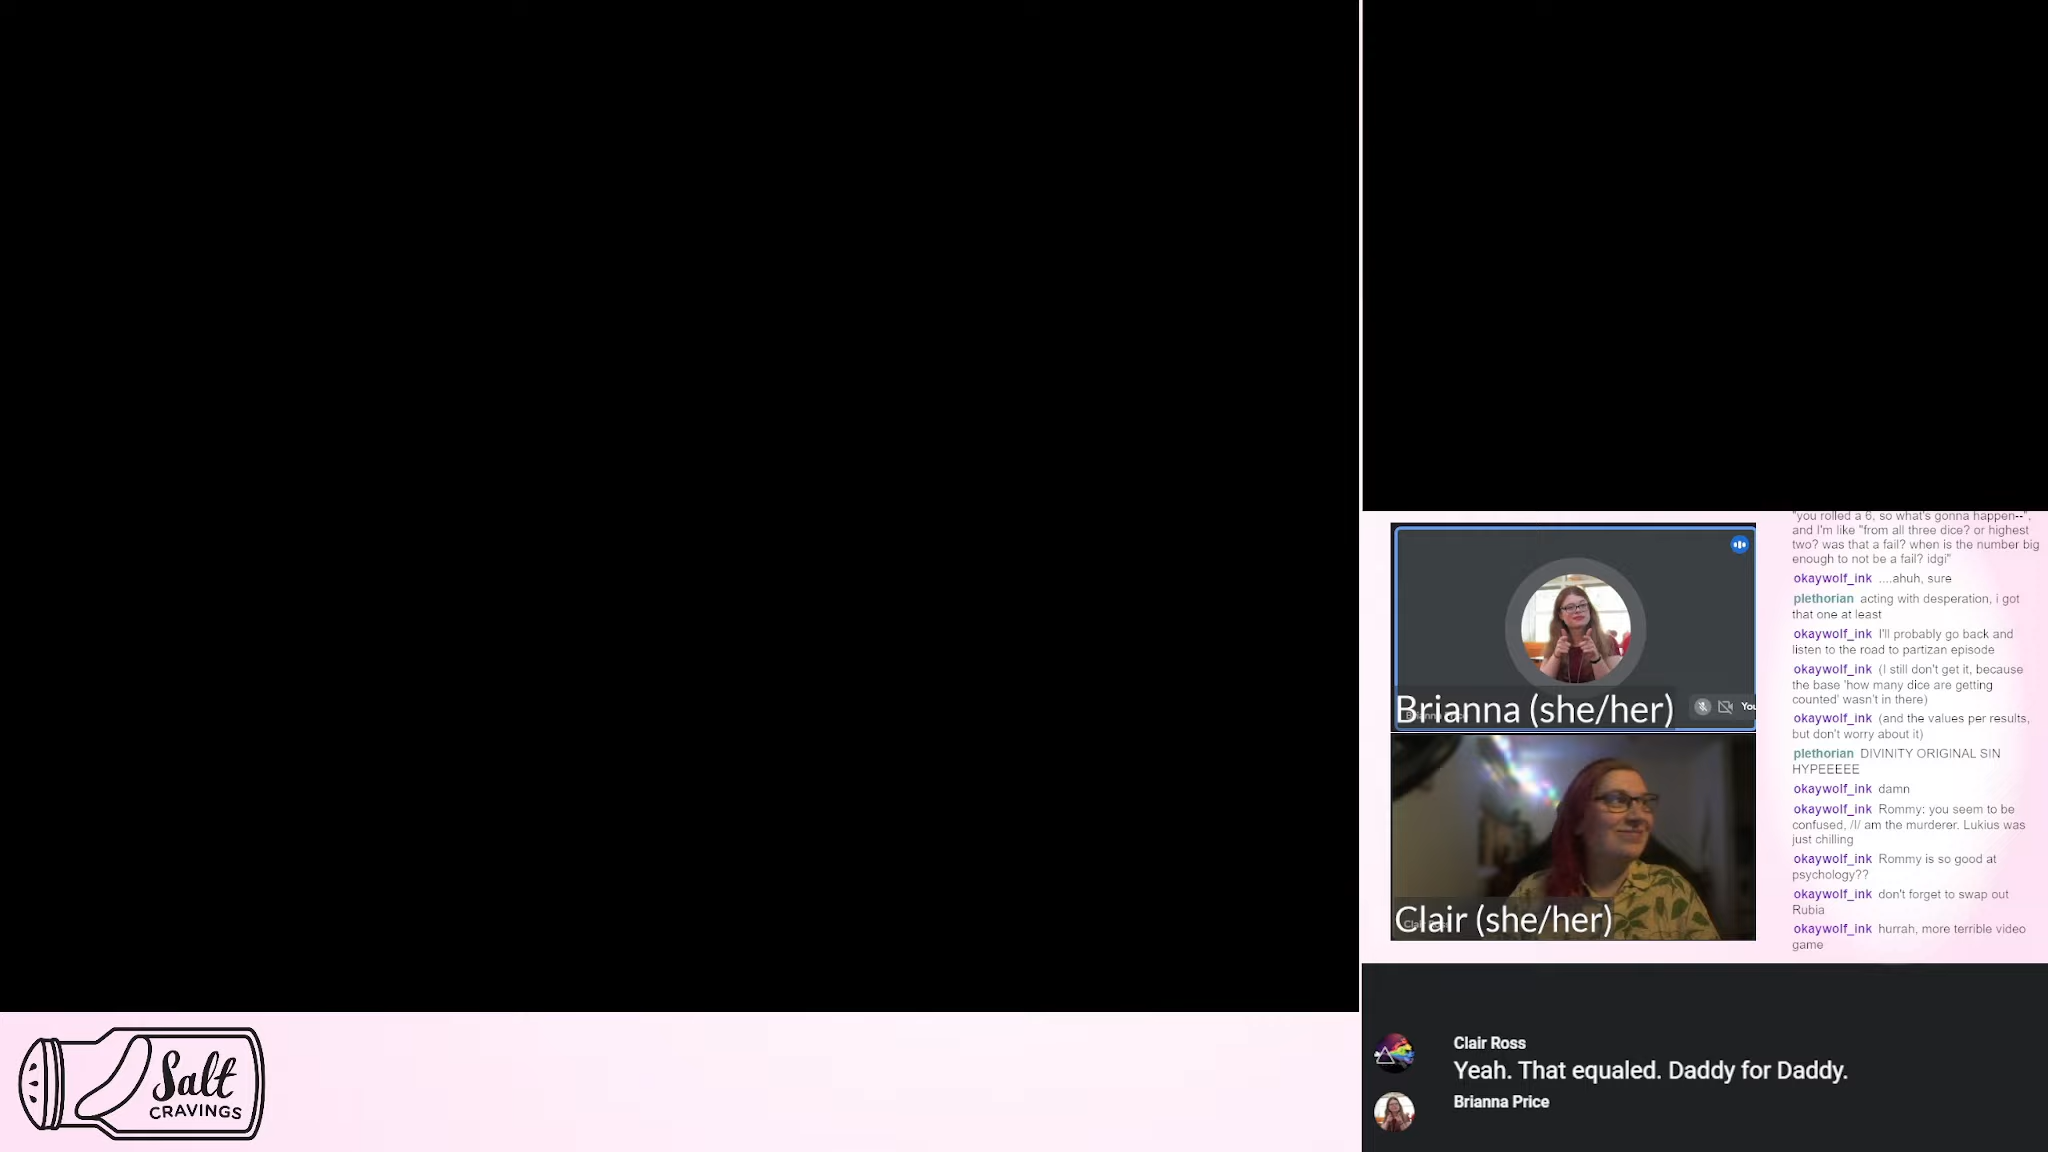 "you rolled a 6, so what's gonna happen--",
and I'm like "from all three dice? or highest
two? was that a fail? when is the number big
enough to not be a fail? idgi"
okaywolf_ink ....ahuh, sure
plethorian acting with desperation, i got
that one at least
okaywolf_ink I'll probably go back and
listen to the road to partizan episode
okaywolf_ink (I still don't get it, because
the base 'how many dice are getting
counted' wasn't in there)
okaywolf_ink (and the values per results,
but don't worry about it)
plethorian DIVINITY ORIGINAL SIN
HYPEEEEE
okaywolf_ink damn
okaywolf_ink Rommy: you seem to be
confused, /I/ am the murderer. Lukius was
just chilling
okaywolf_ink Rommy is so good at
psychology??
okaywolf_ink don't forget to swap out
Rubia
okaywolf_ink hurrah, more terrible video
game
Brianna (she/her)
You
Clair (she/her)
Clair Ross
Yeah. That equaled. Daddy for Daddy.
Brianna Price
Salt
CRAVINGS